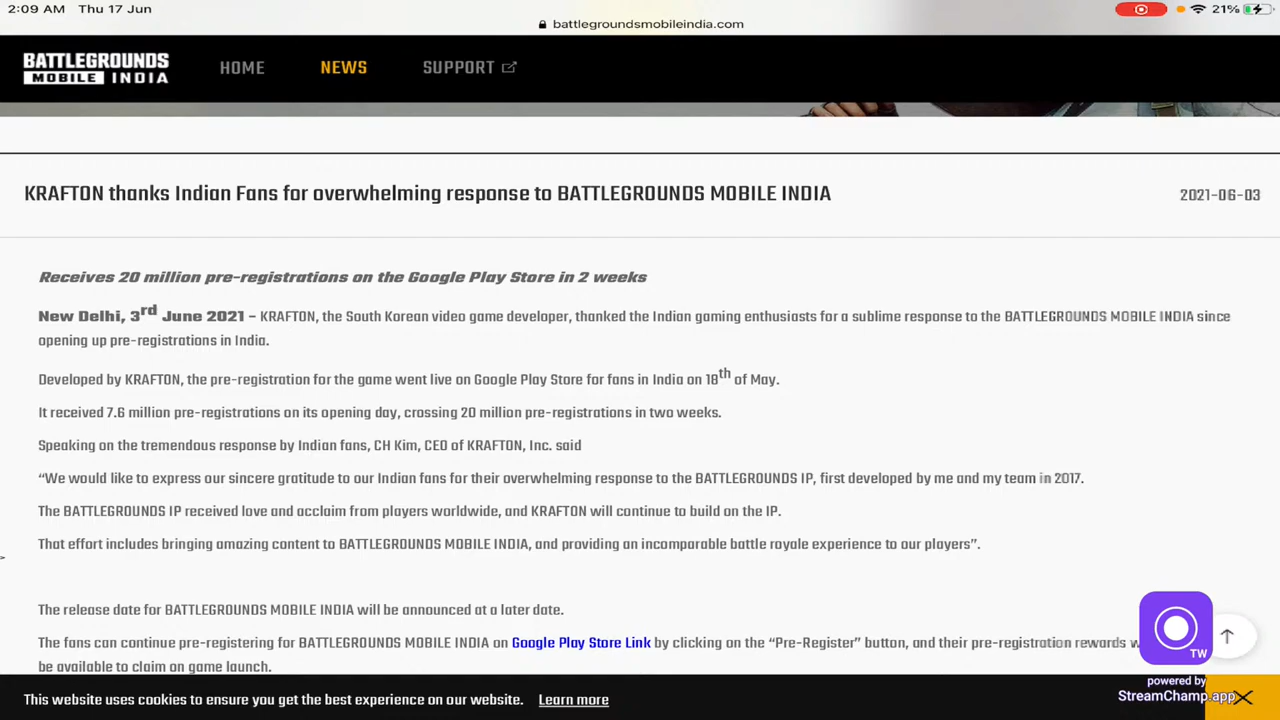 2:09 AM Thu 17 Jun 21%
battlegroundsmobileindia.com
BATTLEGROUNDS
MOBILE INDIA
HOME NEWS SUPPORT
KRAFTON thanks Indian Fans for overwhelming response to BATTLEGROUNDS MOBILE INDIA 2021-06-03
Receives 20 million pre-registrations on the Google Play Store in 2 weeks
New Delhi, 3rd June 2021 – KRAFTON, the South Korean video game developer, thanked the Indian gaming enthusiasts for a sublime response to the BATTLEGROUNDS MOBILE INDIA since
opening up pre-registrations in India.
Developed by KRAFTON, the pre-registration for the game went live on Google Play Store for fans in India on 18th of May.
It received 7.6 million pre-registrations on its opening day, crossing 20 million pre-registrations in two weeks.
Speaking on the tremendous response by Indian fans, CH Kim, CEO of KRAFTON, Inc. said
“We would like to express our sincere gratitude to our Indian fans for their overwhelming response to the BATTLEGROUNDS IP, first developed by me and my team in 2017.
The BATTLEGROUNDS IP received love and acclaim from players worldwide, and KRAFTON will continue to build on the IP.
That effort includes bringing amazing content to BATTLEGROUNDS MOBILE INDIA, and providing an incomparable battle royale experience to our players”.
The release date for BATTLEGROUNDS MOBILE INDIA will be announced at a later date.
The fans can continue pre-registering for BATTLEGROUNDS MOBILE INDIA on Google Play Store Link by clicking on the “Pre-Register” button, and their pre-registration rewards
be available to claim on game launch.
TW
powered by
StreamChamp.app
This website uses cookies to ensure you get the best experience on our website. Learn more